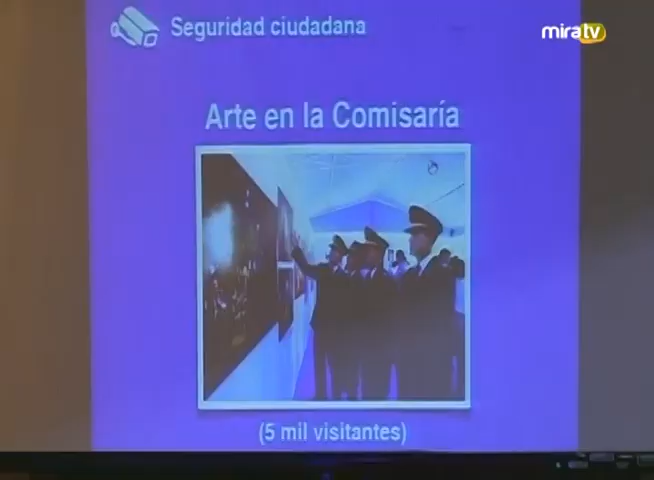 Seguridad ciudadana
miratv
Arte en la Comisaría
(5 mil visitantes)